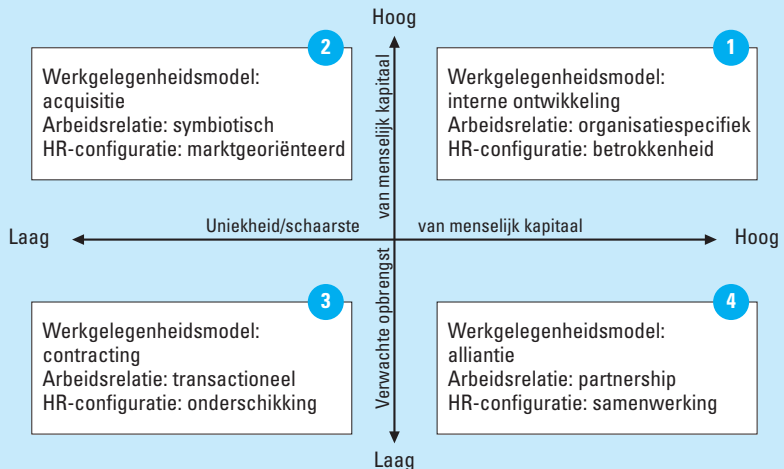 Hoog
2
Werkgelegenheidsmodel:
acquisitie
Arbeidsrelatie: symbiotisch
HR-configuratie: marktgeoriënteerd
1
Werkgelegenheidsmodel:
interne ontwikkeling
Arbeidsrelatie: organisatiespecifiek
HR-configuratie: betrokkenheid
Verwachte opbrengst van menselijk kapitaal
Laag
Uniekheid/schaarste van menselijk kapitaal
Hoog
3
Werkgelegenheidsmodel:
contracting
Arbeidsrelatie: transactioneel
HR-configuratie: onderschikking
4
Werkgelegenheidsmodel:
alliantie
Arbeidsrelatie: partnership
HR-configuratie: samenwerking
Laag